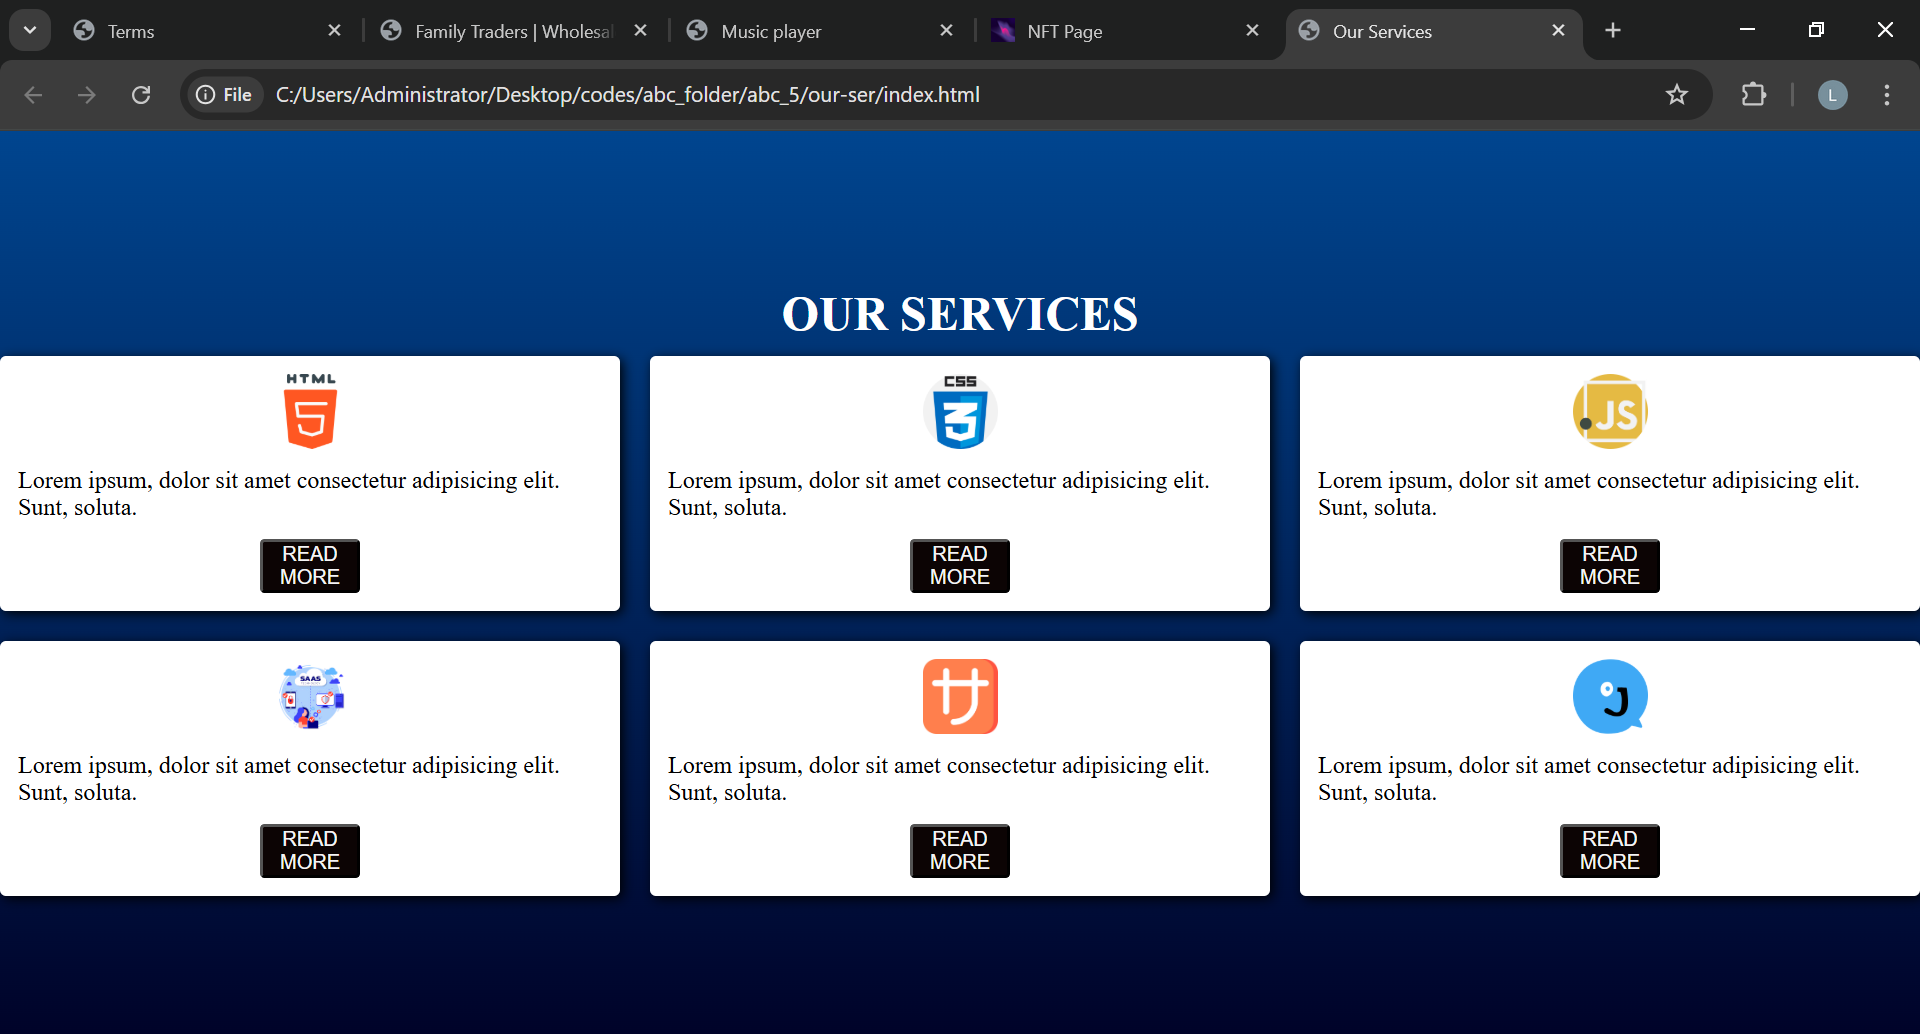 Terms
Family Traders | Wholesal
Music player
NFT Page
Our Services
File
C:/Users/Administrator/Desktop/codes/abc_folder/abc_5/our-ser/index.html
L
OUR SERVICES
HTML
5
Lorem ipsum, dolor sit amet consectetur adipisicing elit.
Sunt, soluta.
READ
MORE
CSS
3
Lorem ipsum, dolor sit amet consectetur adipisicing elit.
Sunt, soluta.
READ
MORE
JS
Lorem ipsum, dolor sit amet consectetur adipisicing elit.
Sunt, soluta.
READ
MORE
SAAS
Lorem ipsum, dolor sit amet consectetur adipisicing elit.
Sunt, soluta.
READ
MORE
サ
Lorem ipsum, dolor sit amet consectetur adipisicing elit.
Sunt, soluta.
READ
MORE
Lorem ipsum, dolor sit amet consectetur adipisicing elit.
Sunt, soluta.
READ
MORE